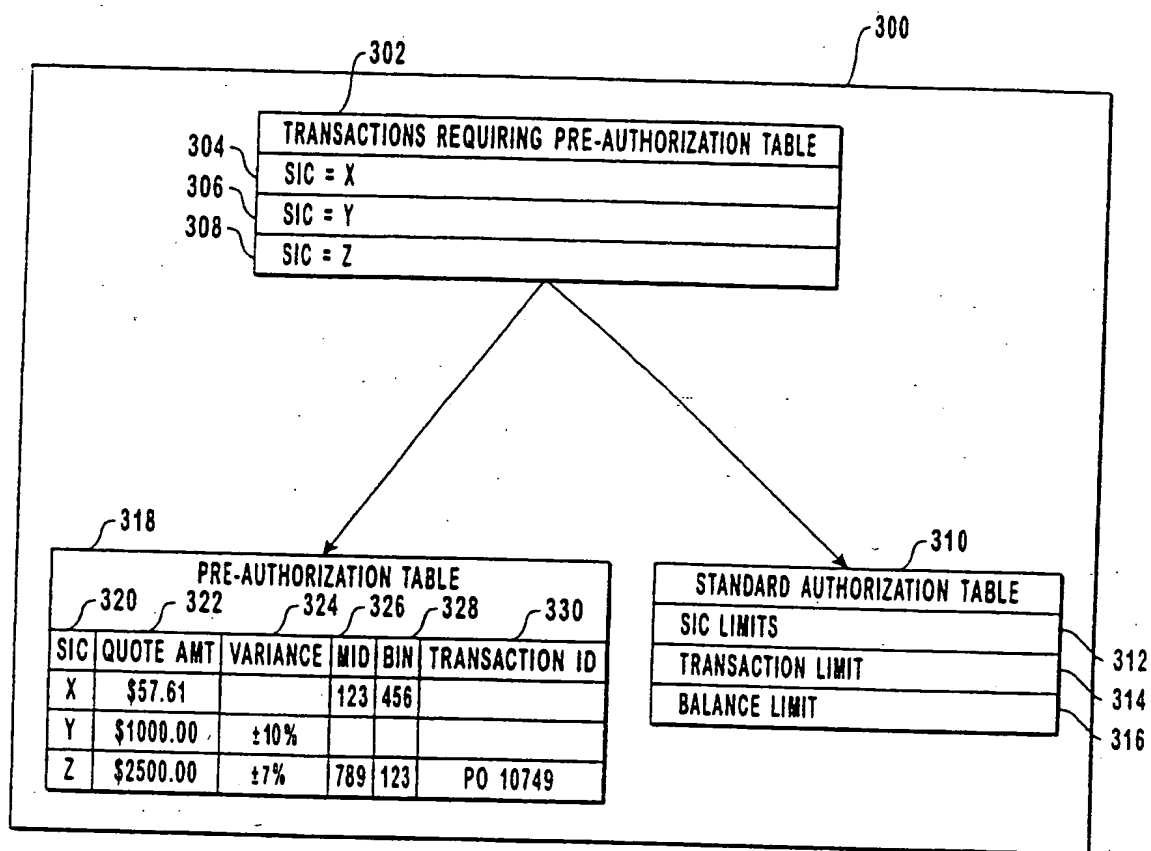 300
302
TRANSACTIONS REQUIRING PRE-AUTHORIZATION TABLE
304
SIC = X
306
SIC = Y
308
SIC = Z
318
PRE-AUTHORIZATION TABLE
320 322 324 326 328 330
SIC QUOTE AMT VARIANCE MID BIN TRANSACTION ID
X $57.61 123 456
Y $1000.00 ±10%
Z $2500.00 ±7% 789 123 PO 10749
310
STANDARD AUTHORIZATION TABLE
SIC LIMITS
312
TRANSACTION LIMIT
314
BALANCE LIMIT
316